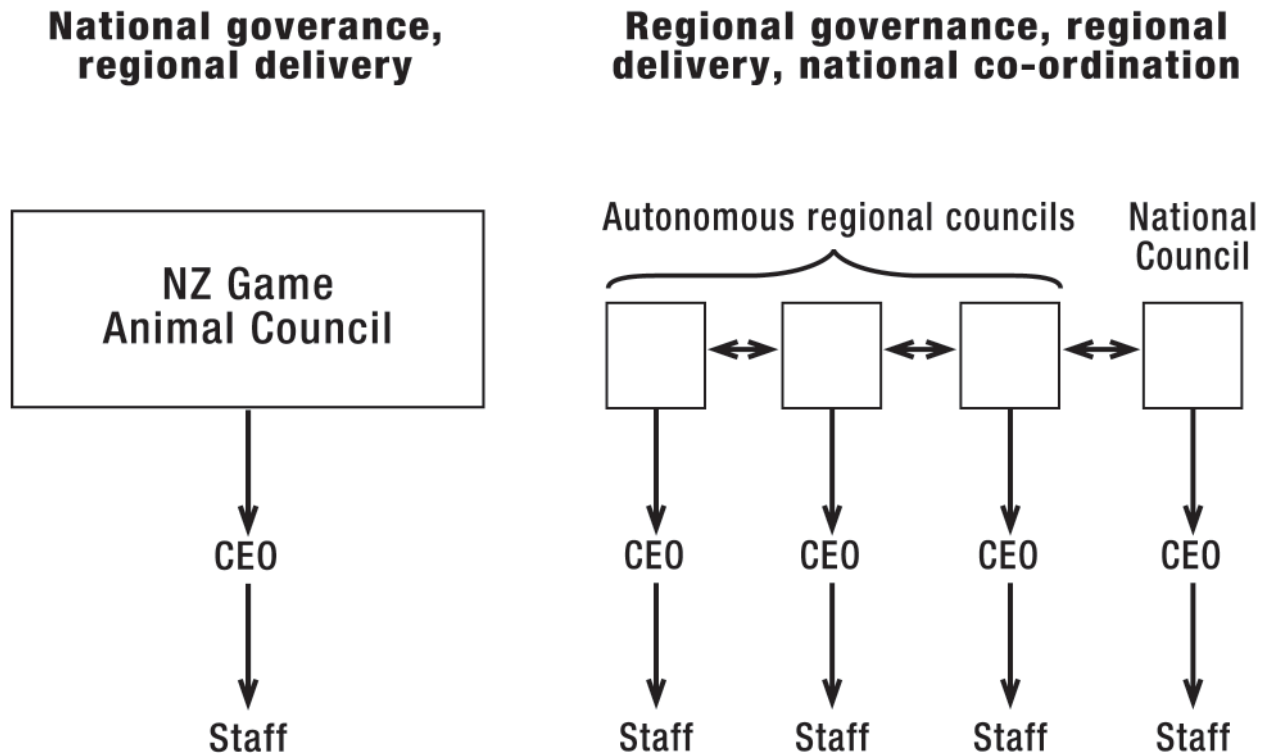 National goverance,
regional delivery
Regional governance, regional
delivery, national co-ordination
NZ Game
Animal Council
CEO
Staff
Autonomous regional councils
National
Council
CEO CEO CEO CEO
Staff Staff Staff Staff